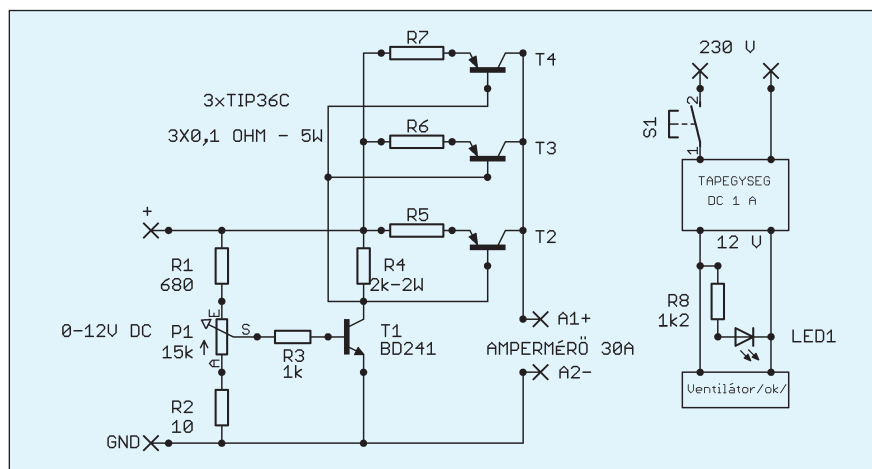 R7
T4
3xTIP36C
3X0,1 OHM - 5W
R6
T3
R5
T2
+
R1
680
R4
2k-2W
0-12V DC
P1
15k
E
S
A
R3
1k
T1
BD241
R2
10
GND
A1+
AMPERMÉRÖ 30A
A2-
230 V
S1
2
1
TAPEGYSEG
DC 1 A
12 V
R8
1k2
LED1
Ventilátor/ok/